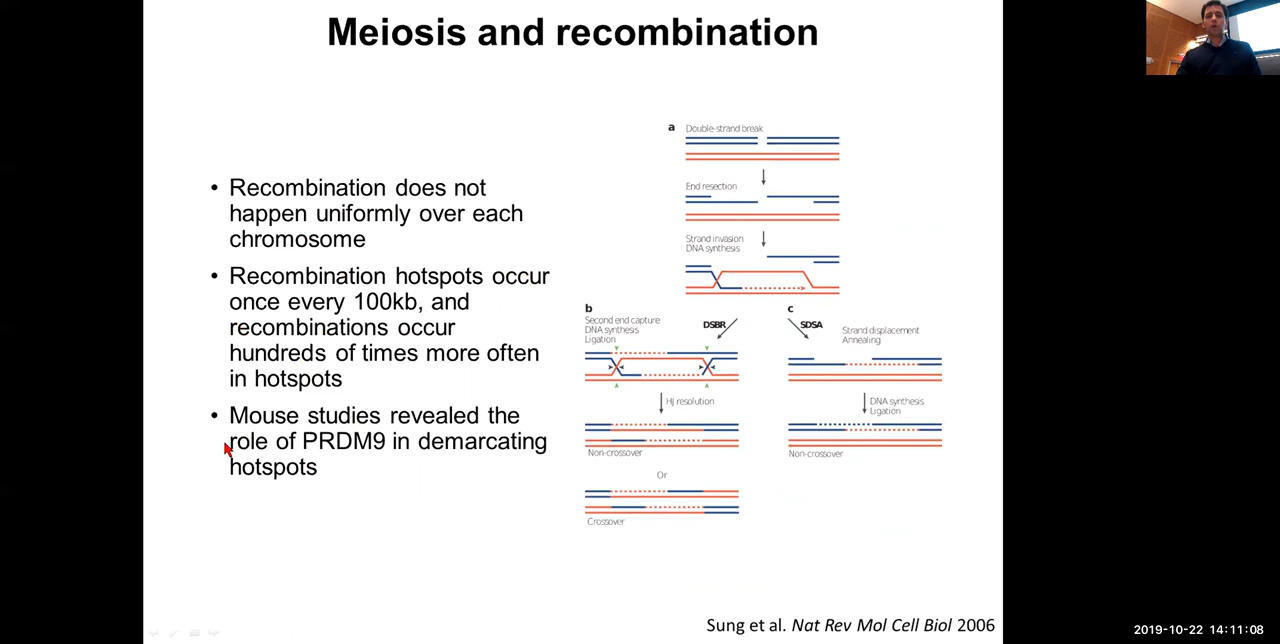 Meiosis and recombination
• Recombination does not
happen uniformly over each
chromosome
• Recombination hotspots occur
once every 100kb, and
recombinations occur
hundreds of times more often
in hotspots
• Mouse studies revealed the
role of PRDM9 in demarcating
hotspots
a Double-strand break
End resection
Strand invasion
DNA synthesis
b
Second end capture
DNA synthesis
Ligation
DSBR
HJ resolution
Non-crossover
Or
Crossover
c
SDSA
Strand displacement
Annealing
DNA synthesis
Ligation
Non-crossover
Sung et al. Nat Rev Mol Cell Biol 2006
2019-10-22 14:11:08